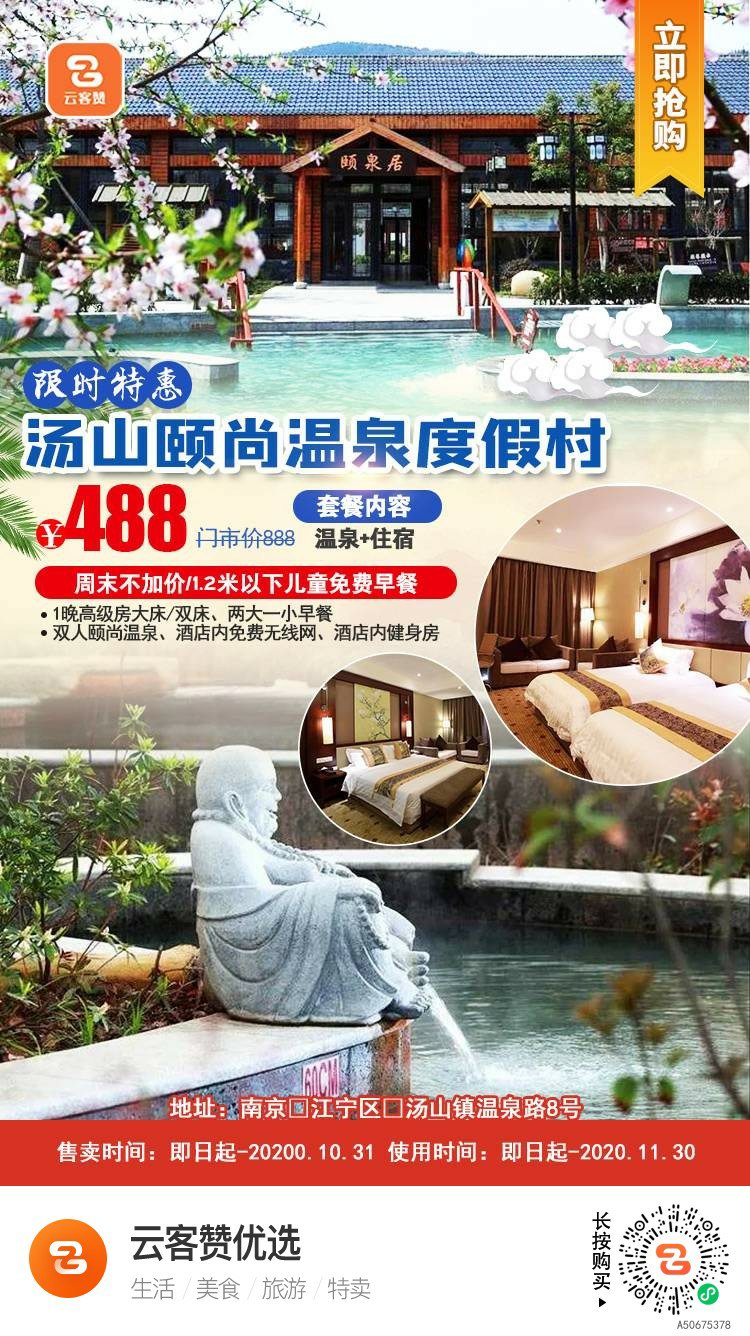 云客赞
立即抢购
颐泉居
限时特惠
汤山颐尚温泉度假村
¥488 门市价888
套餐内容
温泉+住宿
周末不加价/1.2米以下儿童免费早餐
• 1晚高级房大床/双床、两大一小早餐
• 双人颐尚温泉、酒店内免费无线网、酒店内健身房
60CM
地址：南京□江宁区□汤山镇温泉路8号
售卖时间：即日起-20200.10.31 使用时间：即日起-2020.11.30
云客赞优选
生活/美食/旅游/特卖
长按购买
A50675378